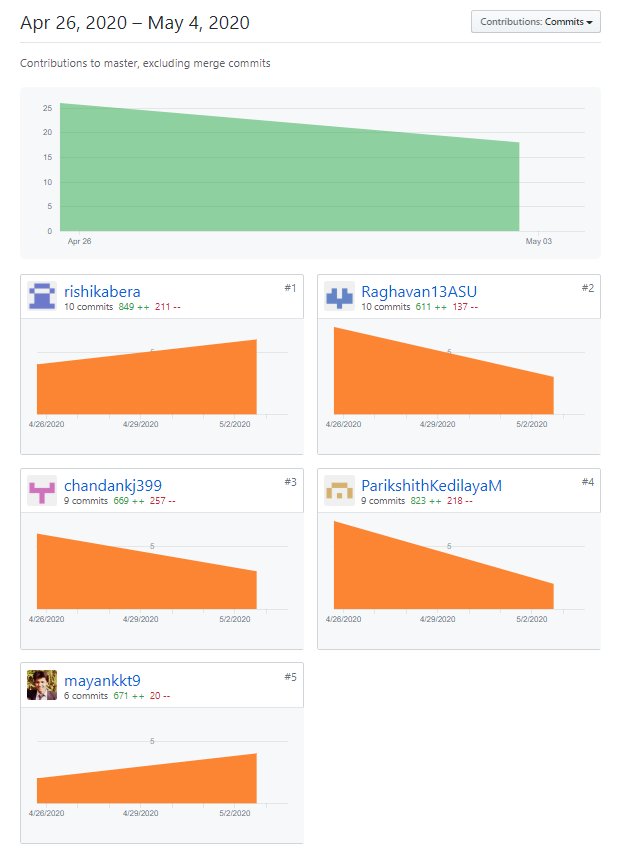 Apr 26, 2020 – May 4, 2020
Contributions: Commits
Contributions to master, excluding merge commits
25
20
15
10
5
0
Apr 26 May 03
rishikabera #1
10 commits 849 ++ 211 --
5
4/26/2020 4/29/2020 5/2/2020
Raghavan13ASU #2
10 commits 611 ++ 137 --
5
4/26/2020 4/29/2020 5/2/2020
chandankj399 #3
9 commits 669 ++ 257 --
5
4/26/2020 4/29/2020 5/2/2020
ParikshithKedilayaM #4
9 commits 823 ++ 218 --
5
4/26/2020 4/29/2020 5/2/2020
mayankkt9 #5
6 commits 671 ++ 20 --
5
4/26/2020 4/29/2020 5/2/2020